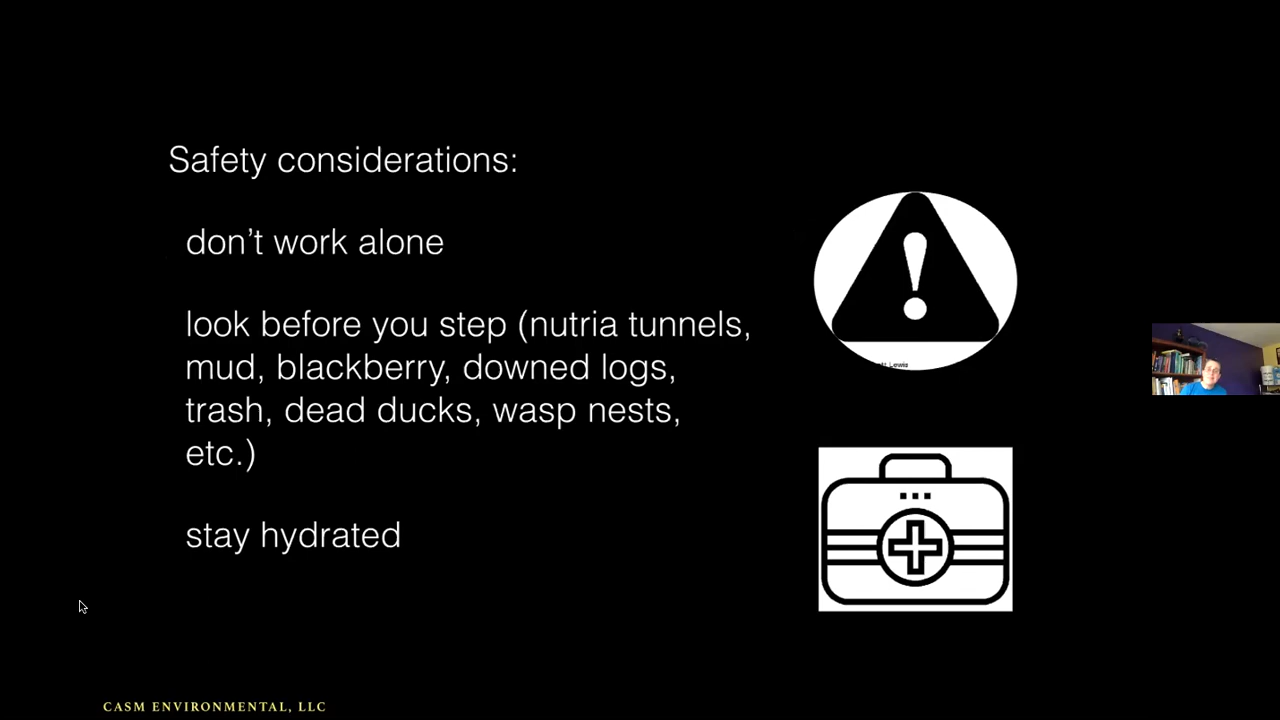 Safety considerations:
don't work alone
look before you step (nutria tunnels,
mud, blackberry, downed logs,
trash, dead ducks, wasp nests,
etc.)
stay hydrated
Lewis
CASM ENVIRONMENTAL, LLC